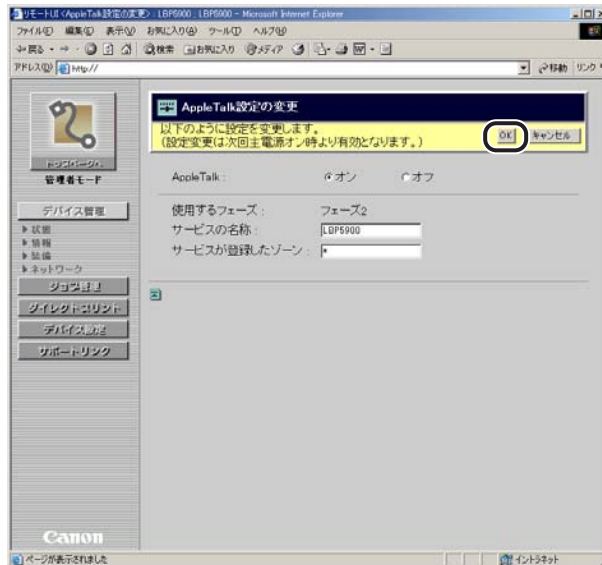 リモートUI <AppleTalk設定の変更> : LBP5900 ; LBP5900 - Microsoft Internet Explorer
ファイル(F) 編集(E) 表示(V) お気に入り(A) ツール(T) ヘルプ(H)
戻る 検索 お気に入り メディア
アドレス(D) http:// 移動 リンク
AppleTalk設定の変更
以下のように設定を変更します。
(設定変更は次回主電源オン時より有効となります。)
OK キャンセル
トップページへ
管理者モード
デバイス管理
状態
情報
装備
ネットワーク
ジョブ管理
ダイレクトプリント
デバイス設定
サポートリンク
AppleTalk : オン オフ
使用するフェーズ : フェーズ2
サービスの名称 : LBP5900
サービスが登録したゾーン : *
Canon
ページが表示されました
イントラネット